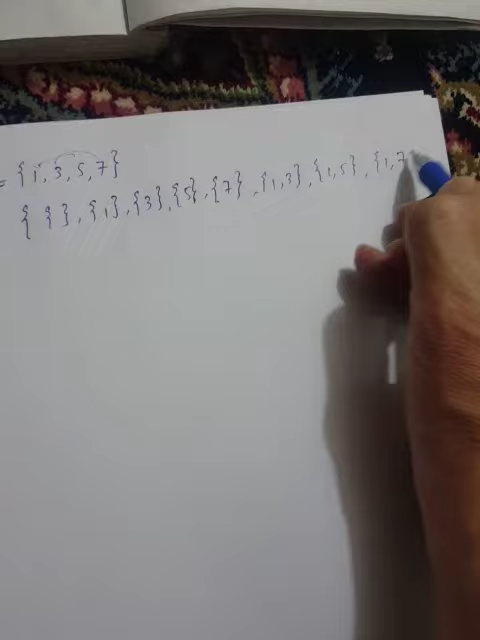 = {1, 3, 5, 7}
{ { }, {1}, {3}, {5}, {7}, {1,3}, {1,5}, {1,7